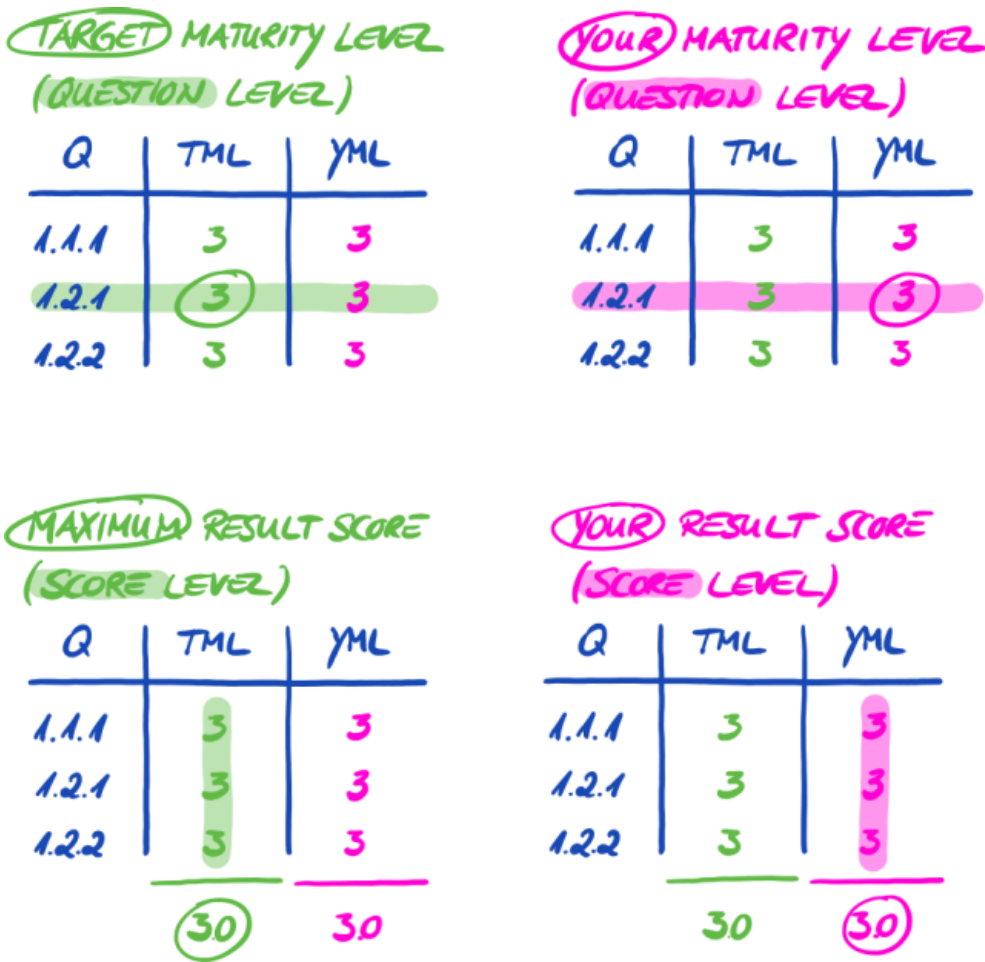 TARGET MATURITY LEVEL
(QUESTION LEVEL)
Q TML YML
1.1.1 3 3
1.2.1 3 3
1.2.2 3 3
YOUR MATURITY LEVEL
(QUESTION LEVEL)
Q TML YML
1.1.1 3 3
1.2.1 3 3
1.2.2 3 3
MAXIMUM RESULT SCORE
(SCORE LEVEL)
Q TML YML
1.1.1 3 3
1.2.1 3 3
1.2.2 3 3
3.0 3.0
YOUR RESULT SCORE
(SCORE LEVEL)
Q TML YML
1.1.1 3 3
1.2.1 3 3
1.2.2 3 3
3.0 3.0